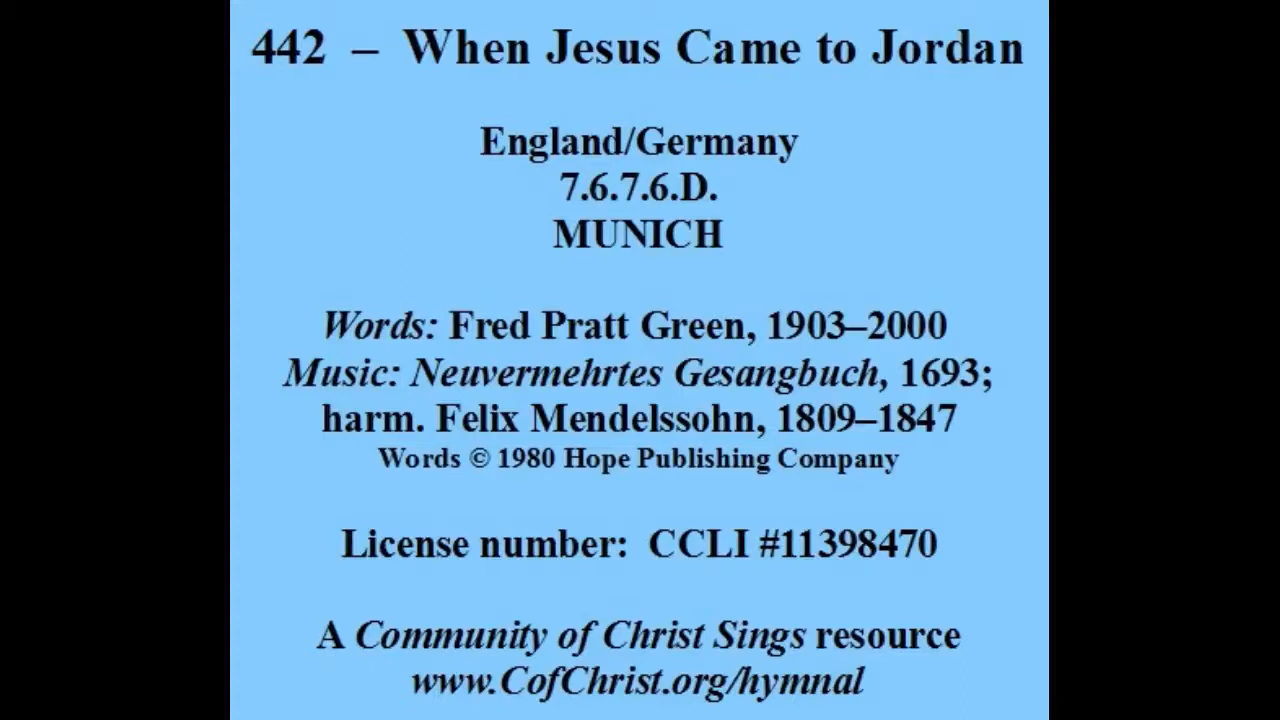 442 – When Jesus Came to Jordan
England/Germany
7.6.7.6.D.
MUNICH
Words: Fred Pratt Green, 1903–2000
Music: Neuvermehrtes Gesangbuch, 1693;
harm. Felix Mendelssohn, 1809–1847
Words © 1980 Hope Publishing Company
License number: CCLI #11398470
A Community of Christ Sings resource
www.CofChrist.org/hymnal